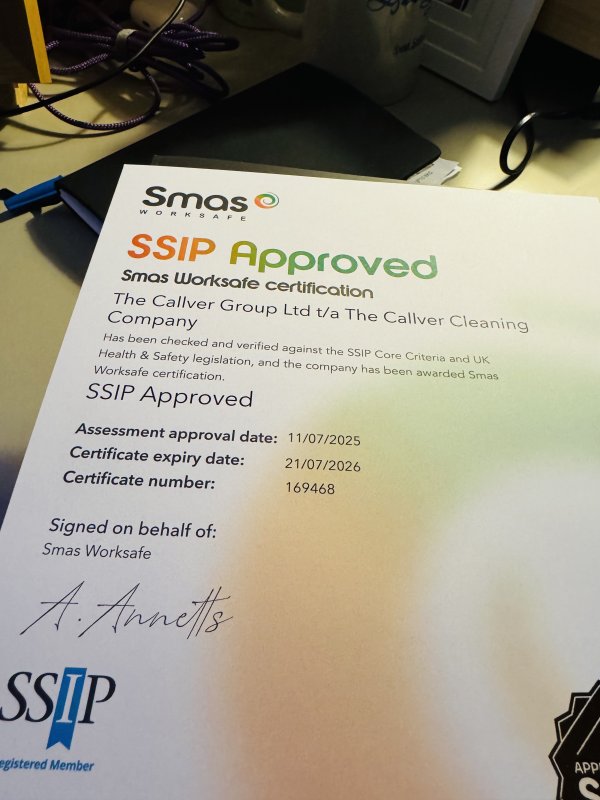 Smas
WORKSAFE
SSIP Approved
Smas Worksafe certification
The Callver Group Ltd t/a The Callver Cleaning
Company
Has been checked and verified against the SSIP Core Criteria and UK
Health & Safety legislation, and the company has been awarded Smas
Worksafe certification.
SSIP Approved
Assessment approval date: 11/07/2025
Certificate expiry date: 21/07/2026
Certificate number: 169468
Signed on behalf of:
Smas Worksafe
A. Annetts
SSIP
egistered Member
APP
S